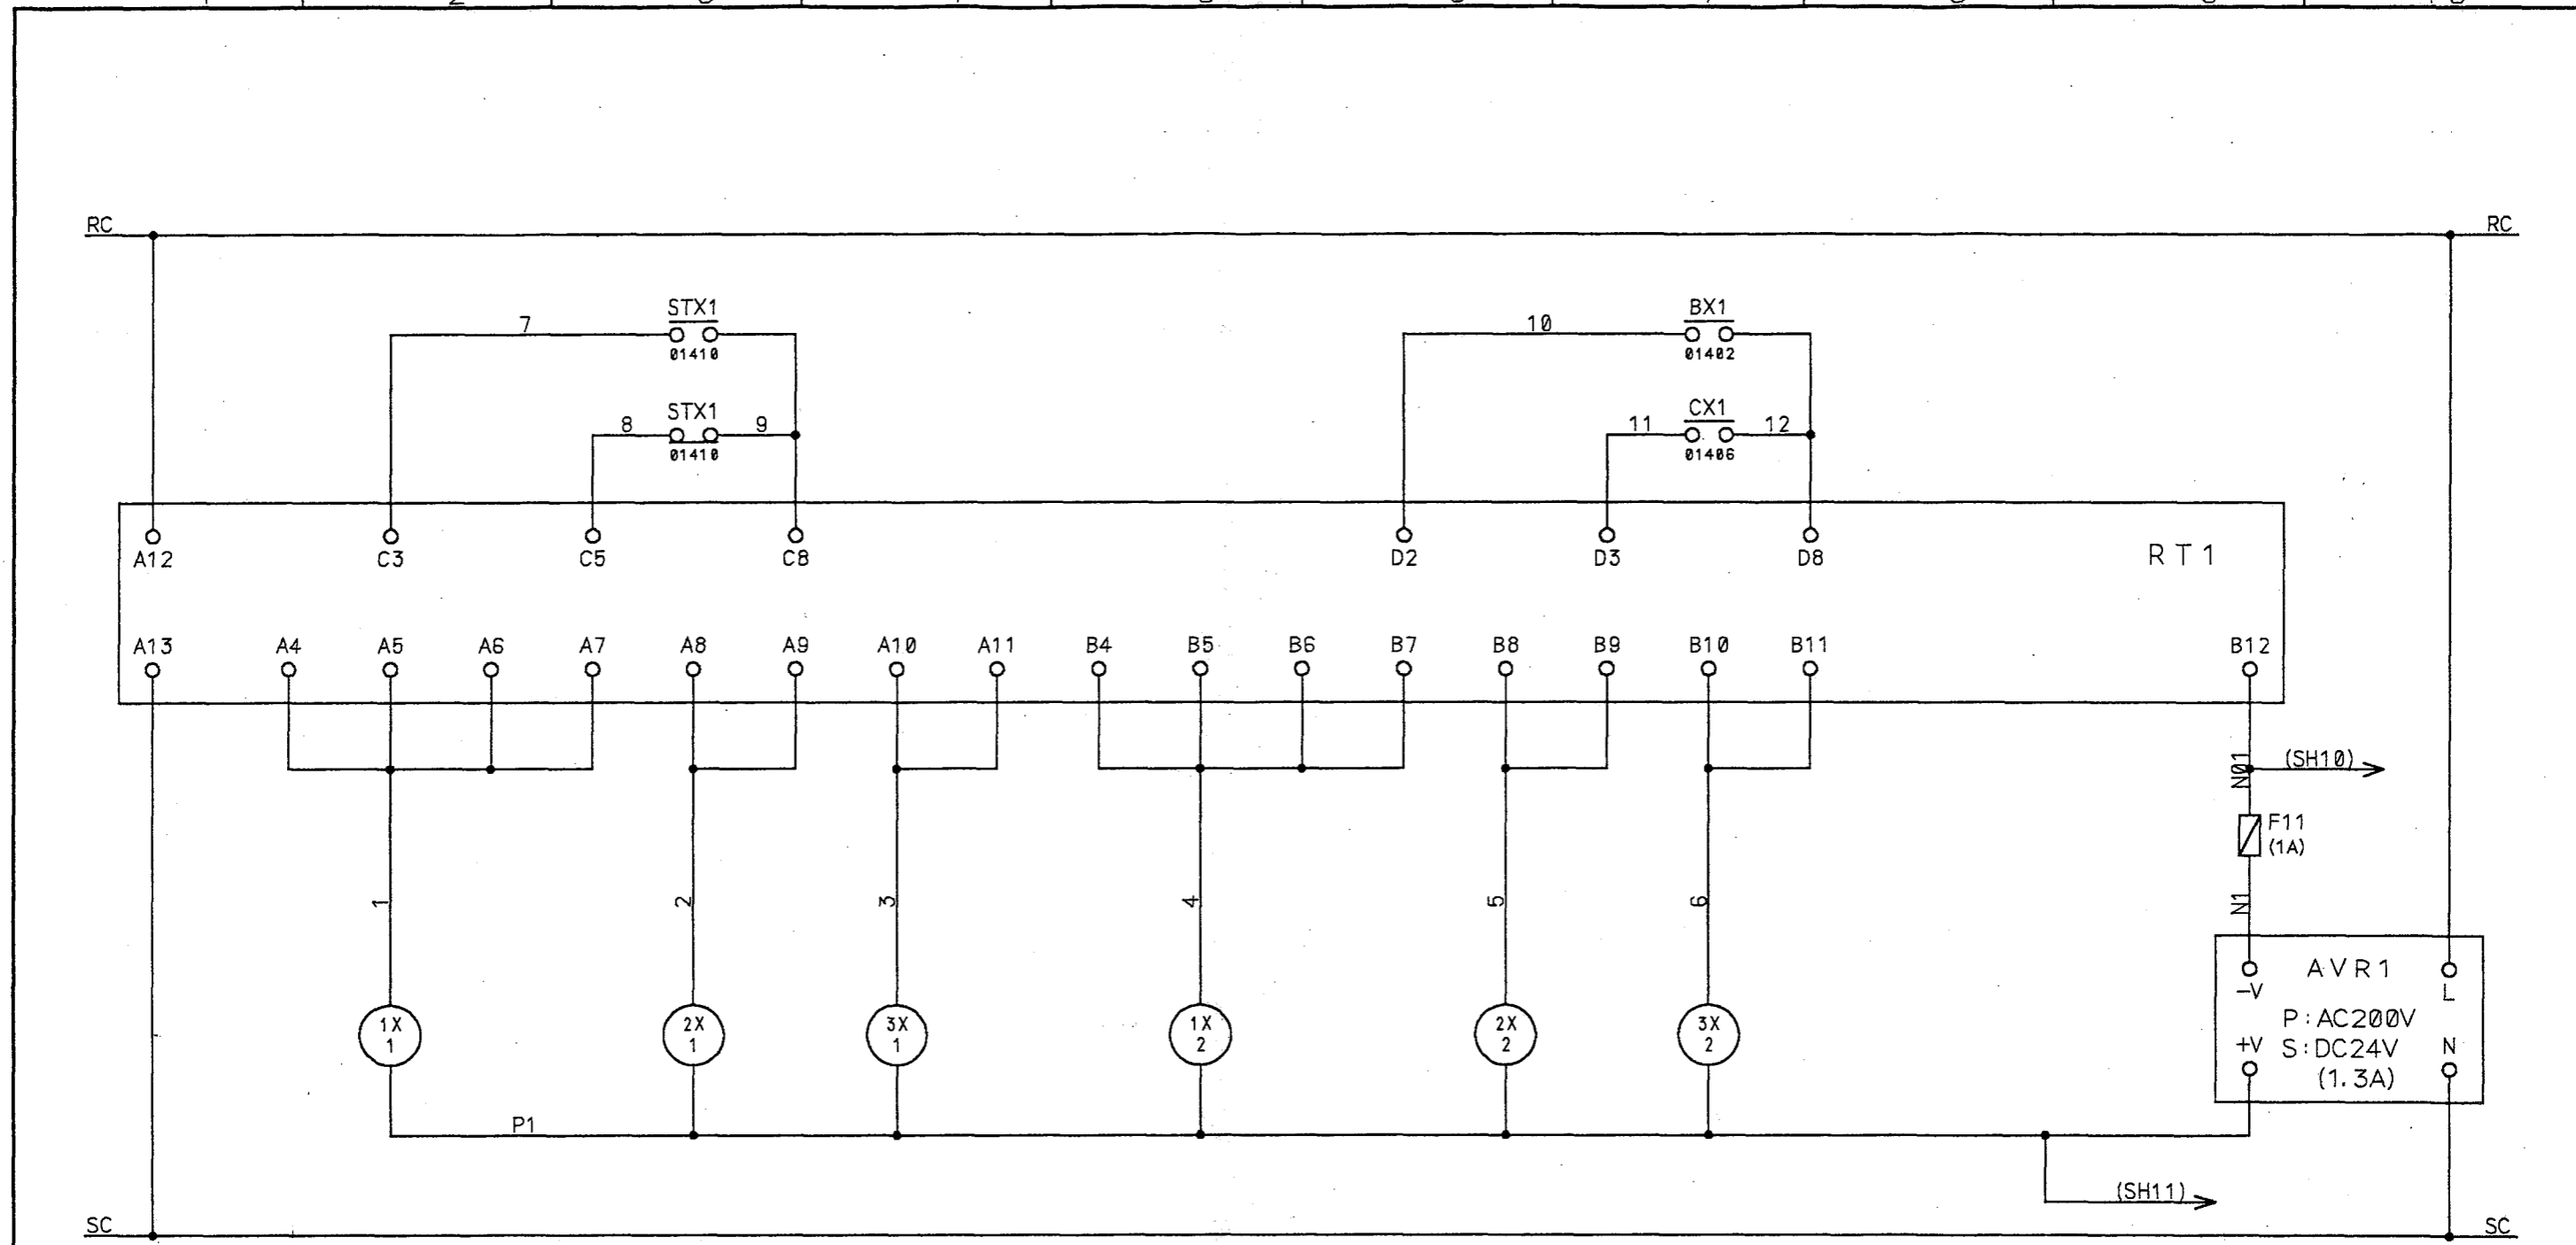 RC
RC
STX1
BX1
7
10
01410
01402
STX1
CX1
8
9
11
12
01410
01406
A12
C3
C5
C8
D2
D3
D8
RT1
A13
A4
A5
A6
A7
A8
A9
A10
A11
B4
B5
B6
B7
B8
B9
B10
B11
B12
N01
(SH10)
F11
(1A)
1
2
3
4
5
6
N1
AVR1
-V
L
1X
1
2X
1
3X
1
1X
2
2X
2
3X
2
P:AC200V
+V
S:DC24V
N
(1.3A)
P1
(SH11)
SC
SC